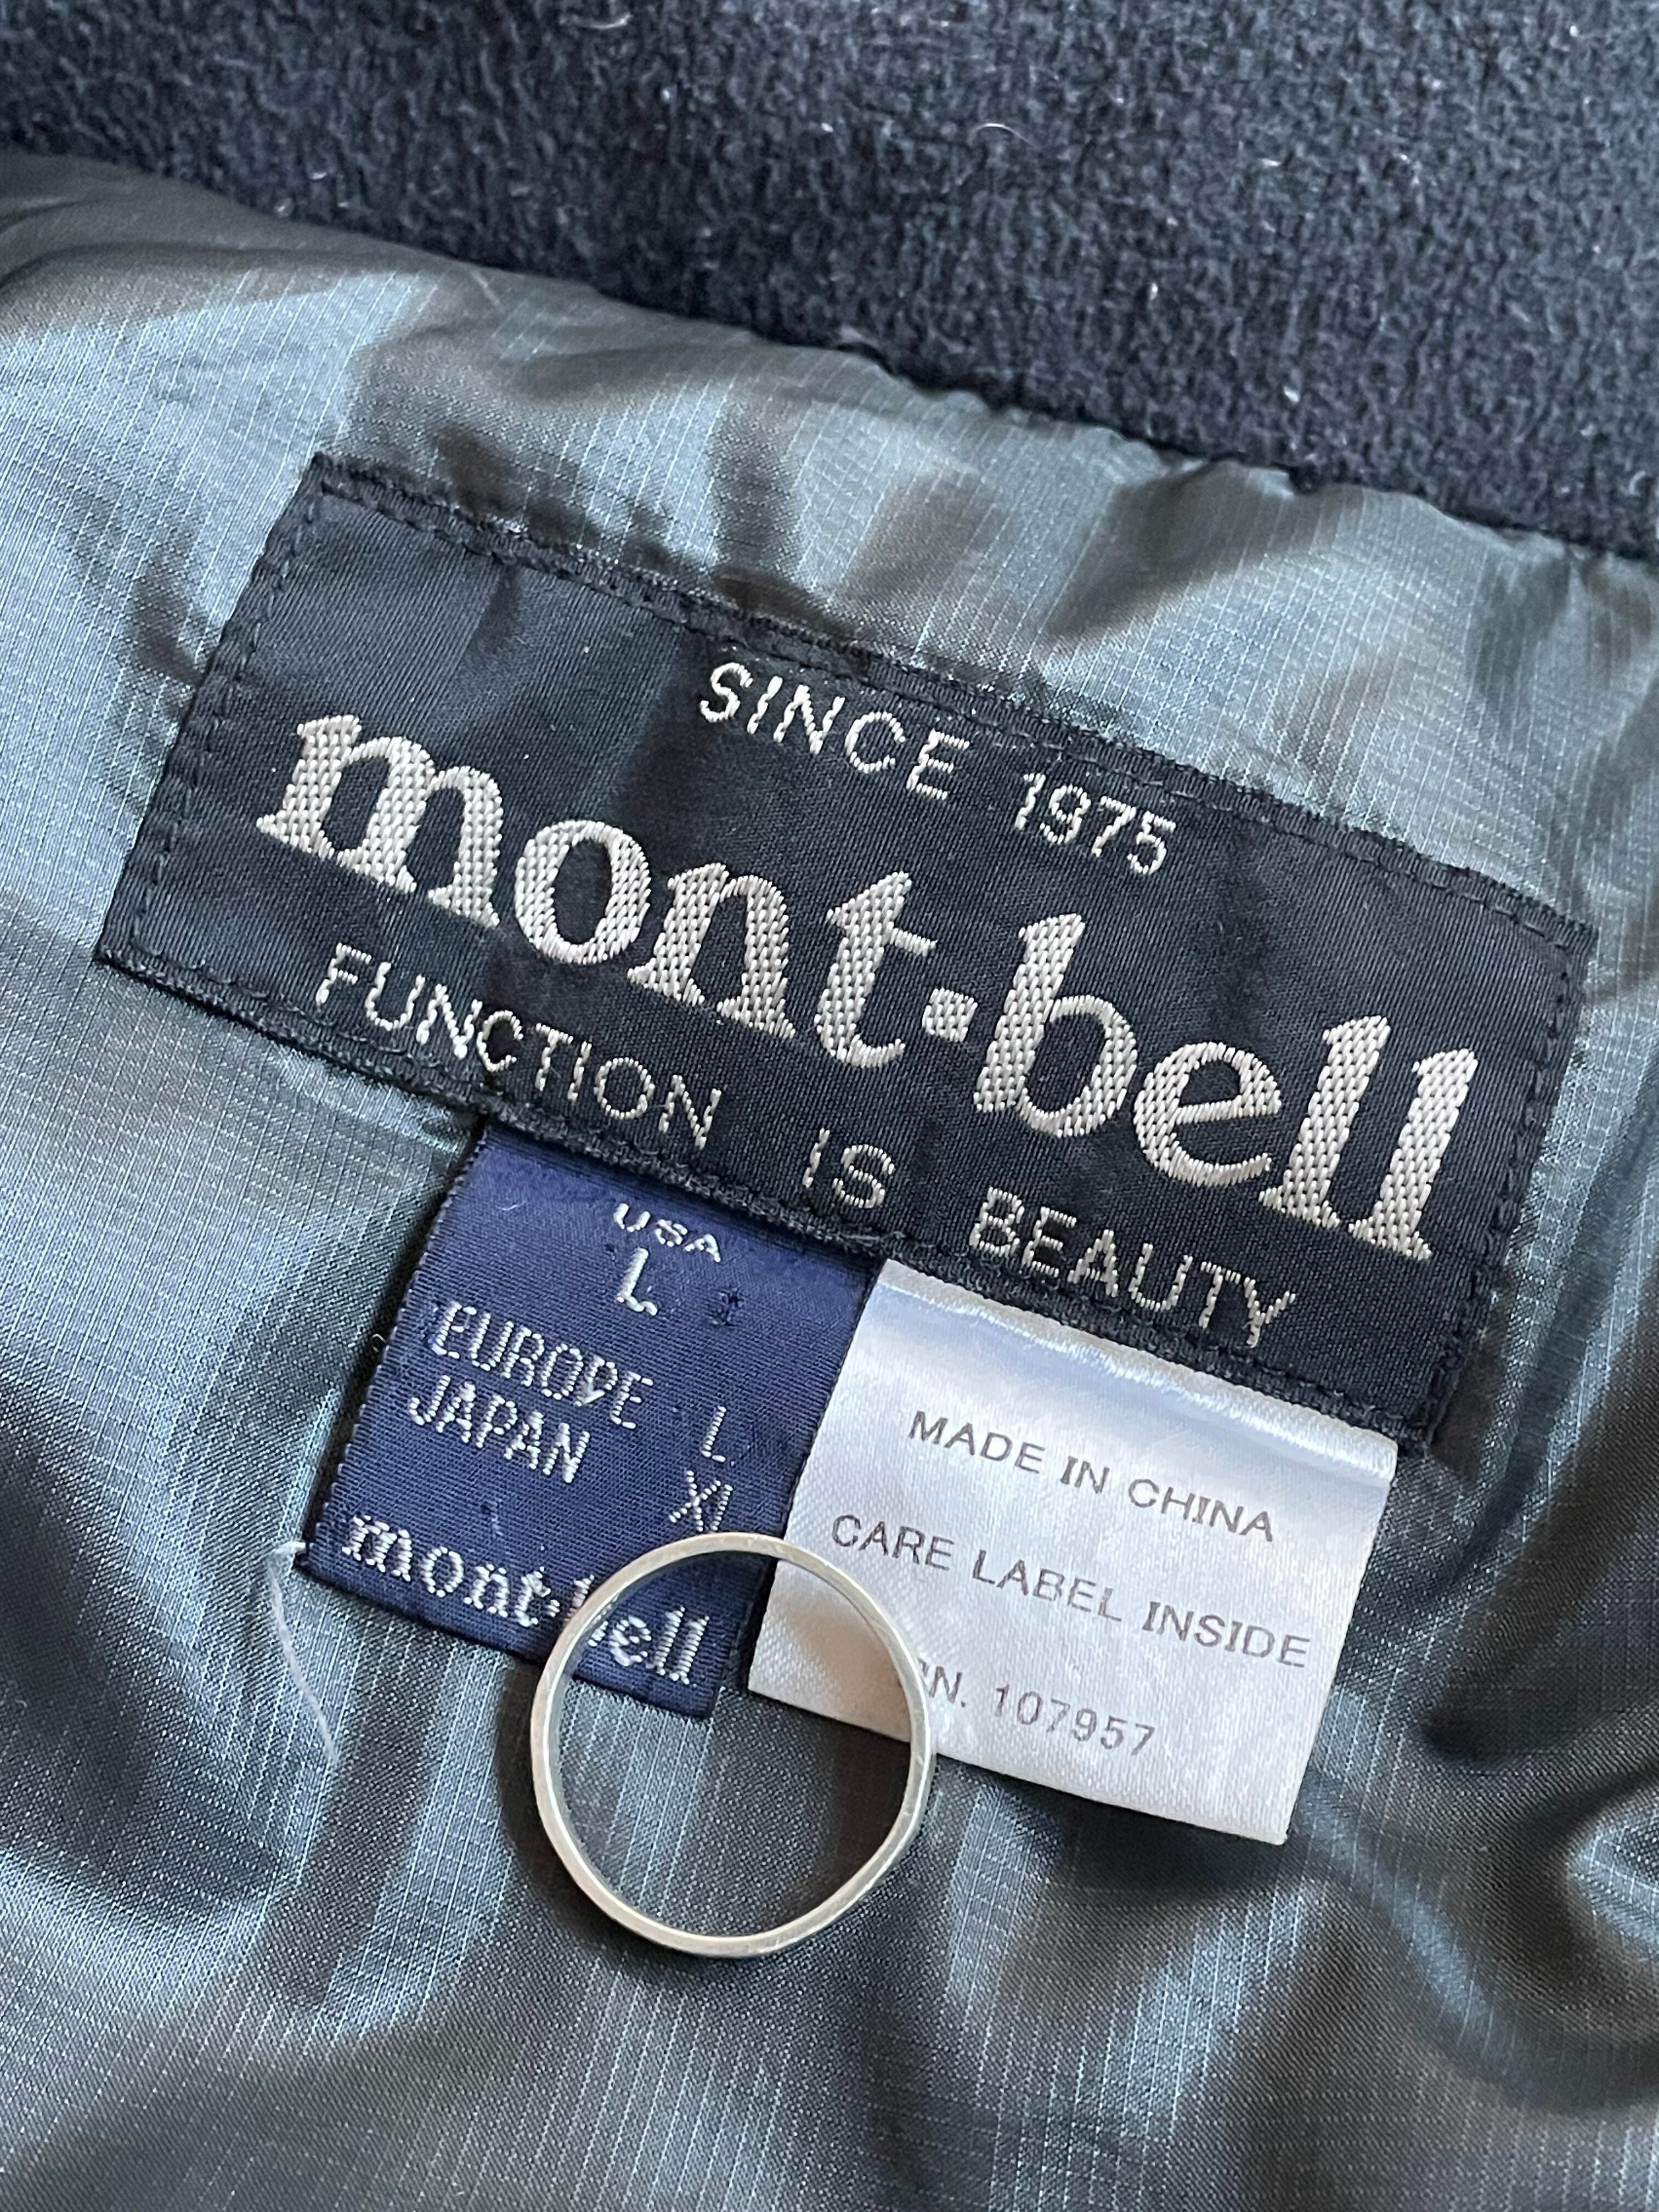 SINCE 1975
mont·bell
FUNCTION IS BEAUTY
USA
L
EUROPE L
JAPAN
mont·bell
MADE IN CHINA
CARE LABEL INSIDE
107957